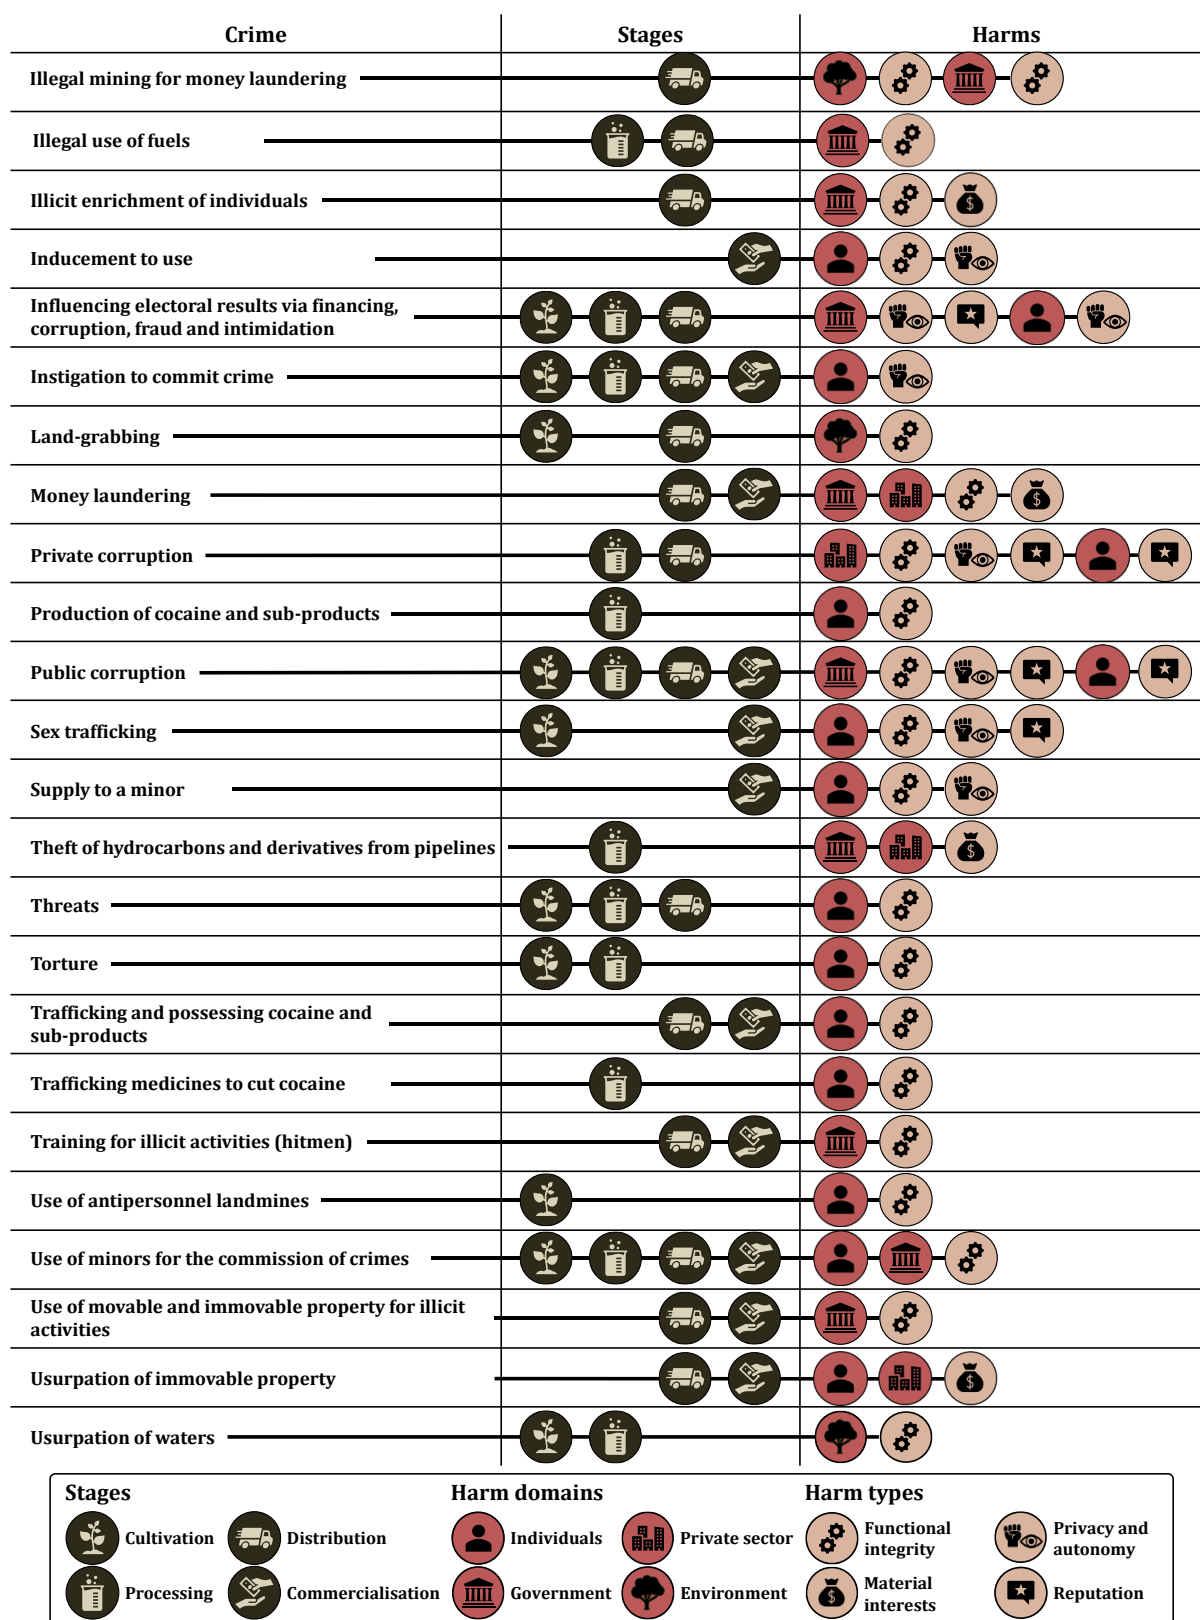 Crime Stages Harms
Illegal mining for money laundering
Illegal use of fuels
Illicit enrichment of individuals
Inducement to use
Influencing electoral results via financing,
corruption, fraud and intimidation
Instigation to commit crime
Land-grabbing
Money laundering
Private corruption
Production of cocaine and sub-products
Public corruption
Sex trafficking
Supply to a minor
Theft of hydrocarbons and derivatives from pipelines
Threats
Torture
Trafficking and possessing cocaine and
sub-products
Trafficking medicines to cut cocaine
Training for illicit activities (hitmen)
Use of antipersonnel landmines
Use of minors for the commission of crimes
Use of movable and immovable property for illicit
activities
Usurpation of immovable property
Usurpation of waters
Stages
Cultivation
Distribution
Processing
Commercialisation
Harm domains
Individuals
Private sector
Government
Environment
Harm types
Functional
integrity
Privacy and
autonomy
Material
interests
Reputation